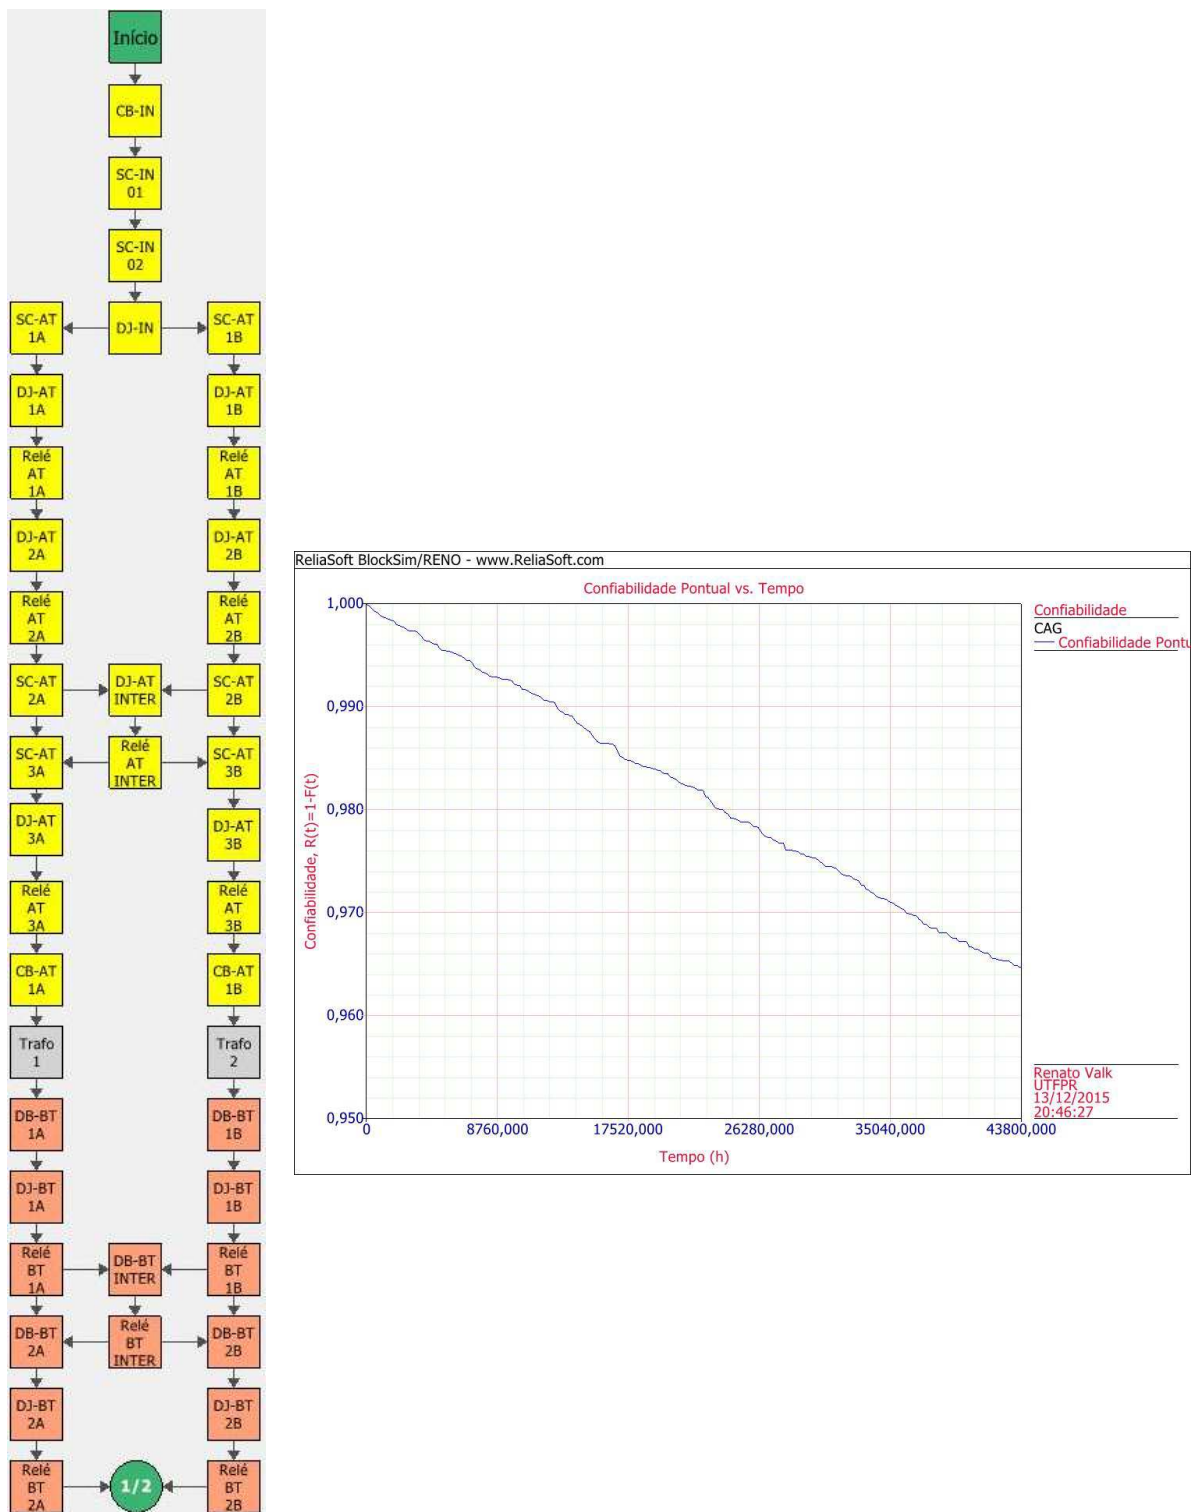 Início
CB-IN
SC-IN
01
SC-IN
02
SC-AT
1A
DJ-IN
SC-AT
1B
DJ-AT
1A
DJ-AT
1B
Relé
AT
1A
Relé
AT
1B
DJ-AT
2A
DJ-AT
2B
Relé
AT
2A
Relé
AT
2B
SC-AT
2A
DJ-AT
INTER
SC-AT
2B
SC-AT
3A
Relé
AT
INTER
SC-AT
3B
DJ-AT
3A
DJ-AT
3B
Relé
AT
3A
Relé
AT
3B
CB-AT
1A
CB-AT
1B
Trafo
1
Trafo
2
DB-BT
1A
DB-BT
1B
DJ-BT
1A
DJ-BT
1B
Relé
BT
1A
DB-BT
INTER
Relé
BT
1B
DB-BT
2A
Relé
BT
INTER
DB-BT
2B
DJ-BT
2A
DJ-BT
2B
Relé
BT
2A
1/2
Relé
BT
2B
ReliaSoft BlockSim/RENO - www.ReliaSoft.com
Confiabilidade Pontual vs. Tempo
Confiabilidade, R(t)=1-F(t)
1,000
0,990
0,980
0,970
0,960
0,950
0 8760,000 17520,000 26280,000 35040,000 43800,000
Tempo (h)
Confiabilidade
CAG
Confiabilidade Pontu
Renato Valk
UTFPR
13/12/2015
20:46:27